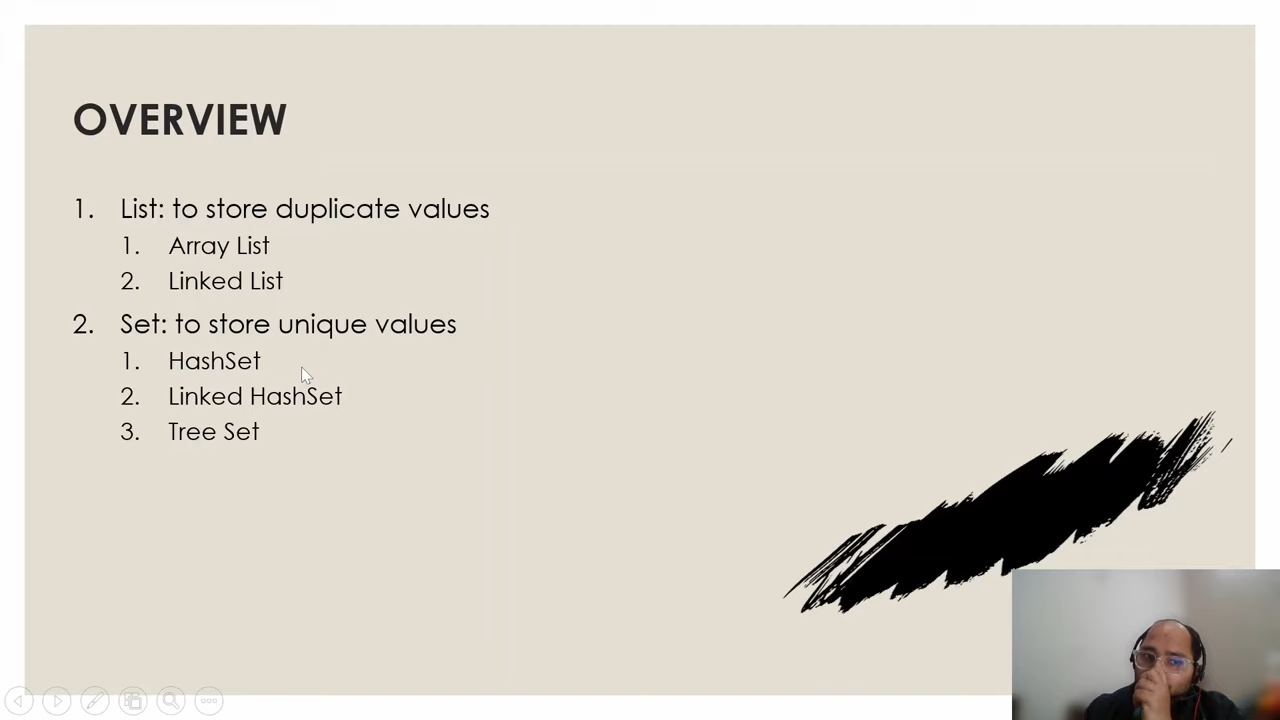 OVERVIEW
1. List: to store duplicate values
1. Array List
2. Linked List
2. Set: to store unique values
1. HashSet
2. Linked HashSet
3. Tree Set